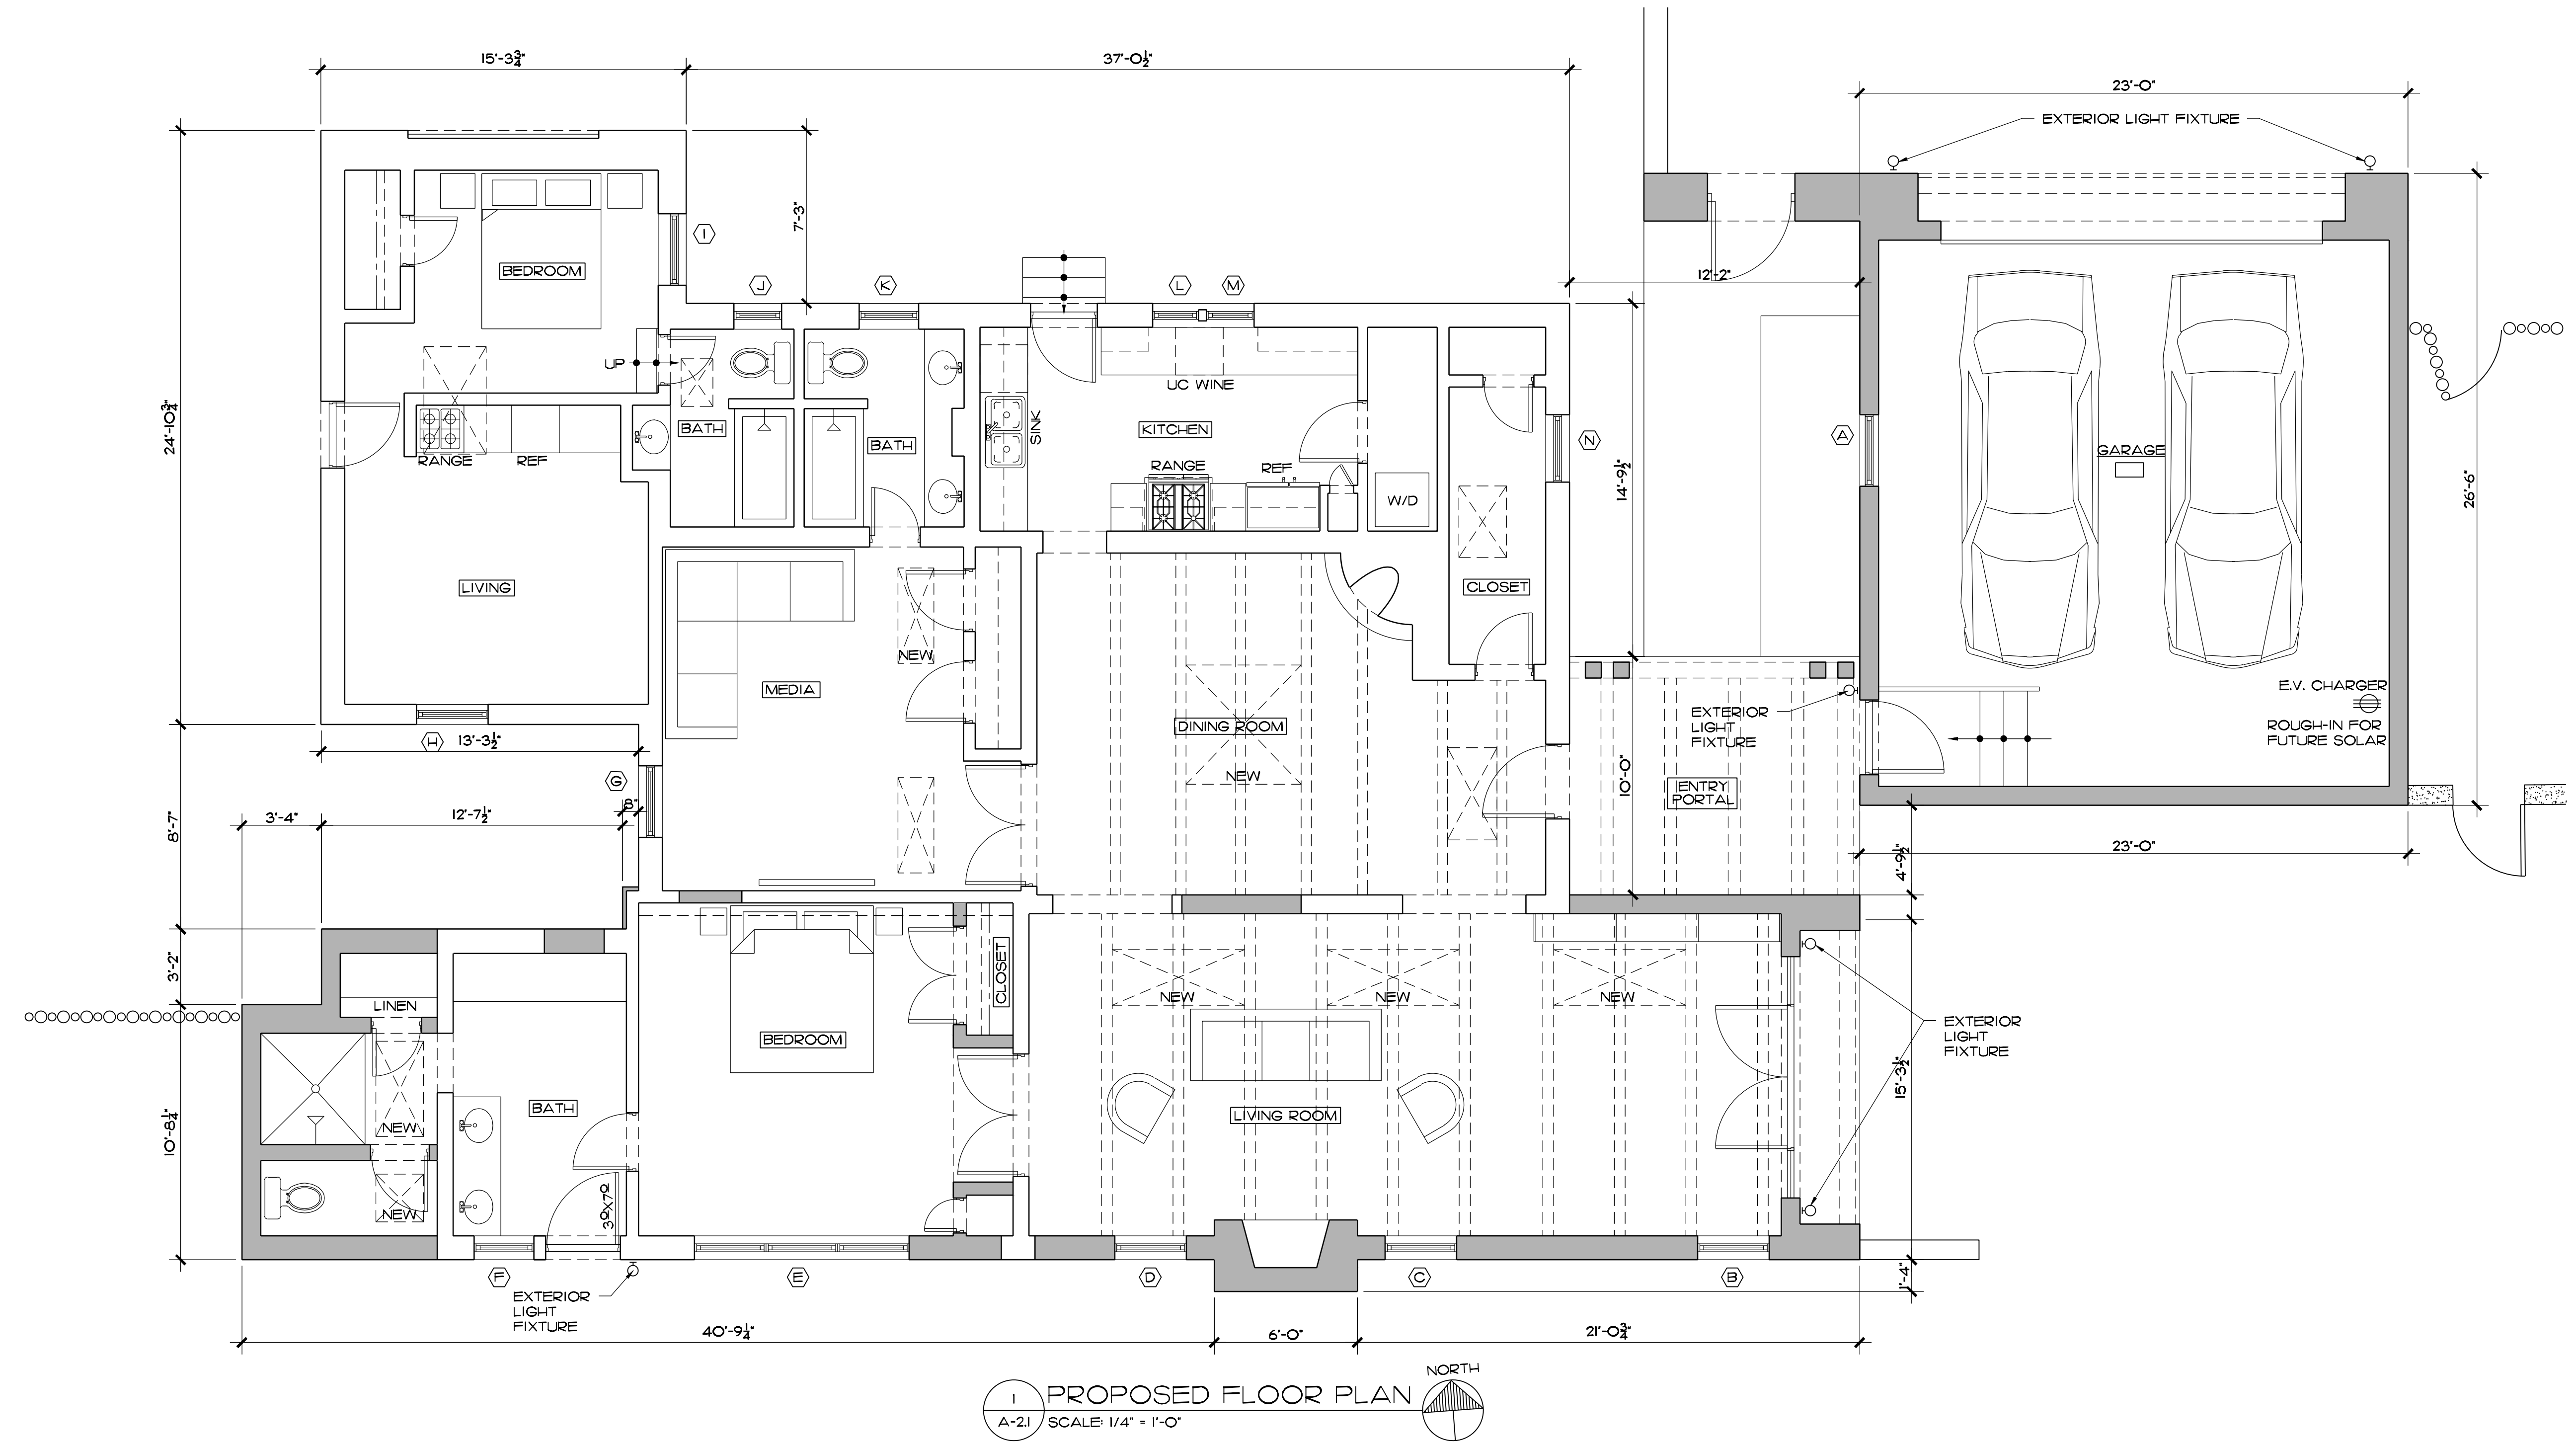 15'-3¾"
37'-0½"
23'-0"
EXTERIOR LIGHT FIXTURE
7'-3"
I
BEDROOM
12'-2"
J
K
L
M
UP
UC WINE
24'-10¾"
BATH
BATH
SINK
KITCHEN
N
A
GARAGE
RANGE
REF
RANGE
REF
W/D
14'-9½"
26'-6"
LIVING
CLOSET
NEW
MEDIA
E.V. CHARGER
ROUGH-IN FOR
FUTURE SOLAR
EXTERIOR
LIGHT
FIXTURE
DINING ROOM
H
13'-3½"
NEW
G
10'-0"
ENTRY
PORTAL
8"
3'-4"
12'-7½"
8'-7"
23'-0"
4'-9½"
3'-2"
CLOSET
LINEN
NEW
NEW
NEW
EXTERIOR
LIGHT
FIXTURE
BEDROOM
15'-3½"
BATH
LIVING ROOM
NEW
10'-8¼"
NEW
3⁰X7⁰
F
E
D
C
B
1'-4"
EXTERIOR
LIGHT
FIXTURE
40'-9¼"
6'-0"
21'-0¾"
NORTH
1
PROPOSED FLOOR PLAN
A-2.1
SCALE: 1/4" = 1'-0"